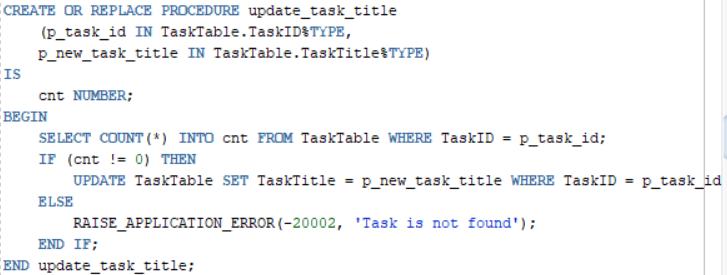 CREATE OR REPLACE PROCEDURE update_task_title
(p_task_id IN TaskTable.TaskID%TYPE,
p_new_task_title IN TaskTable.TaskTitle%TYPE)
IS
cnt NUMBER;
BEGIN
SELECT COUNT(*) INTO cnt FROM TaskTable WHERE TaskID = p_task_id;
IF (cnt != 0) THEN
UPDATE TaskTable SET TaskTitle = p_new_task_title WHERE TaskID = p_task_id
ELSE
RAISE_APPLICATION_ERROR(-20002, 'Task is not found');
END IF;
END update_task_title;